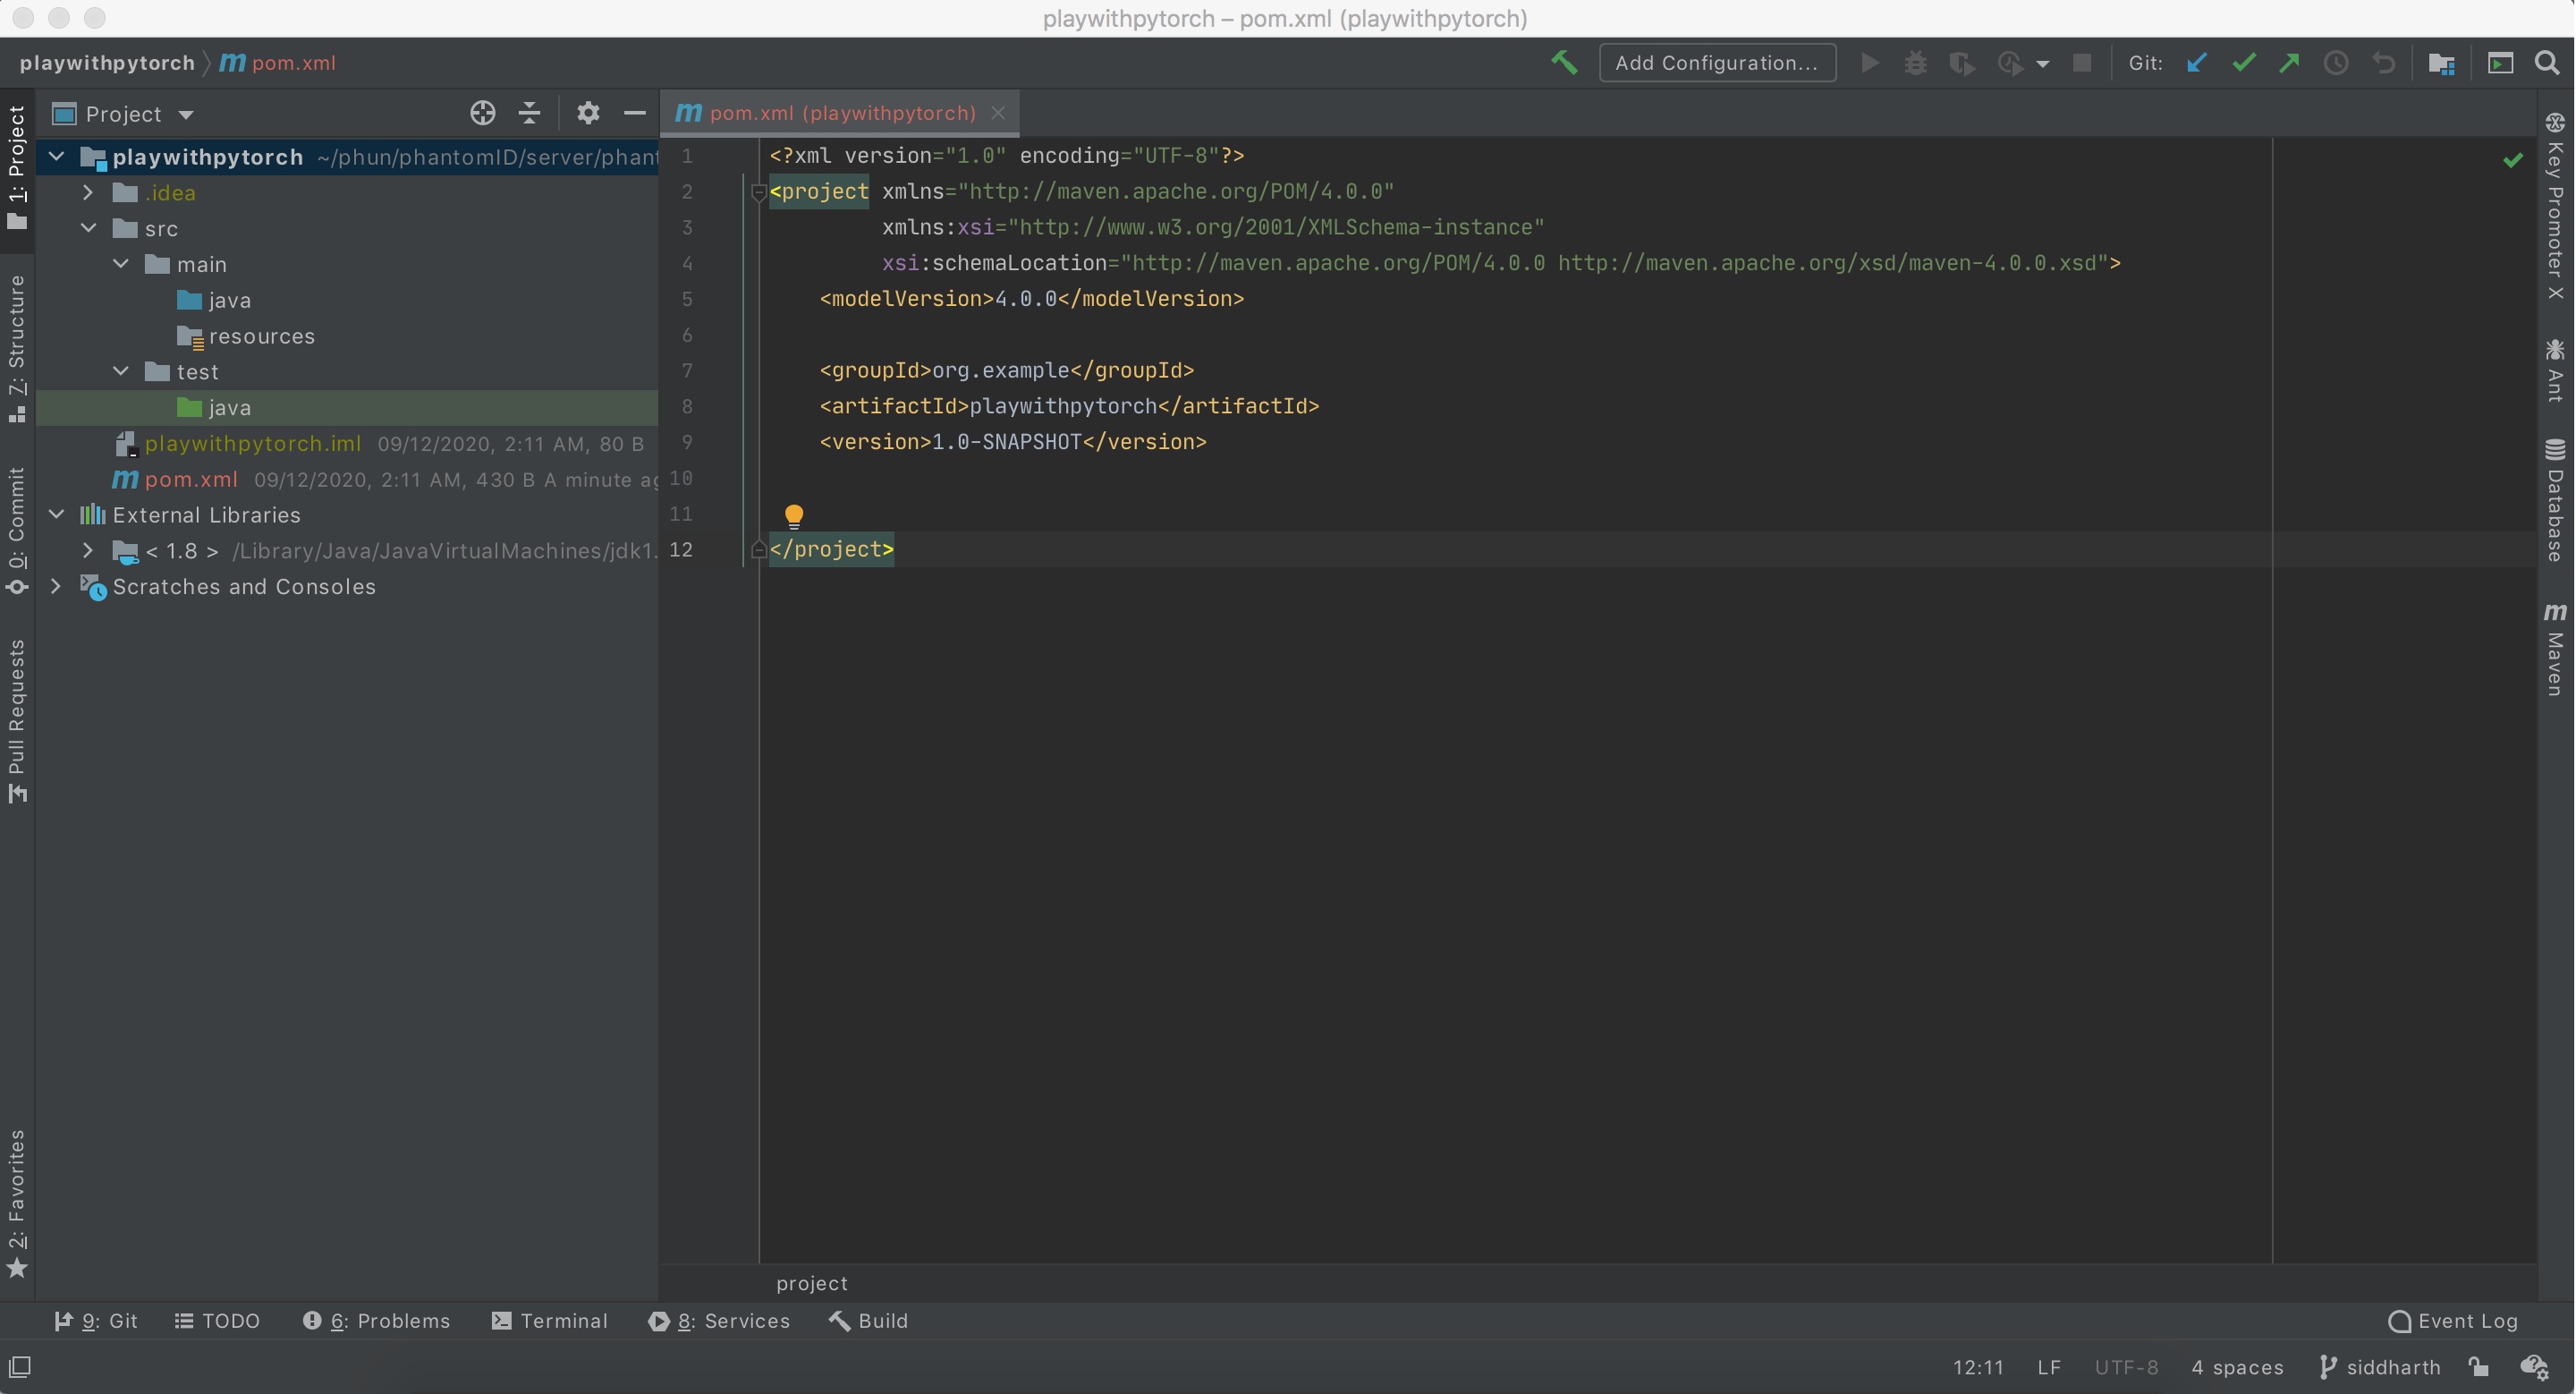 playwithpytorch – pom.xml (playwithpytorch)
playwithpytorch m pom.xml
Add Configuration... Git:
1: Project
Project
m pom.xml (playwithpytorch)
playwithpytorch ~/phun/phantomID/server/phant
.idea
src
main
java
resources
test
java
playwithpytorch.iml 09/12/2020, 2:11 AM, 80 B
m pom.xml 09/12/2020, 2:11 AM, 430 B A minute ag
External Libraries
< 1.8 > /Library/Java/JavaVirtualMachines/jdk1.
Scratches and Consoles
Z: Structure
0: Commit
Pull Requests
2: Favorites
1 <?xml version="1.0" encoding="UTF-8"?>
2 <project xmlns="http://maven.apache.org/POM/4.0.0"
3 xmlns:xsi="http://www.w3.org/2001/XMLSchema-instance"
4 xsi:schemaLocation="http://maven.apache.org/POM/4.0.0 http://maven.apache.org/xsd/maven-4.0.0.xsd">
5 <modelVersion>4.0.0</modelVersion>
6
7 <groupId>org.example</groupId>
8 <artifactId>playwithpytorch</artifactId>
9 <version>1.0-SNAPSHOT</version>
10
11
12 </project>
Key Promoter X
Ant
Database
m Maven
project
9: Git TODO 6: Problems Terminal 8: Services Build Event Log
12:11 LF UTF-8 4 spaces siddharth